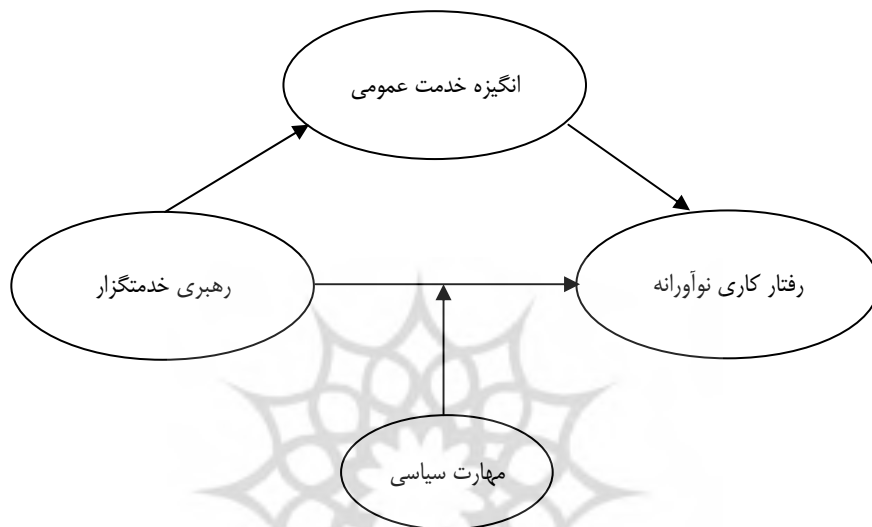 انگیزه خدمت عمومی
رهبری خدمتگزار
رفتار کاری نوآورانه
مهارت سیاسی